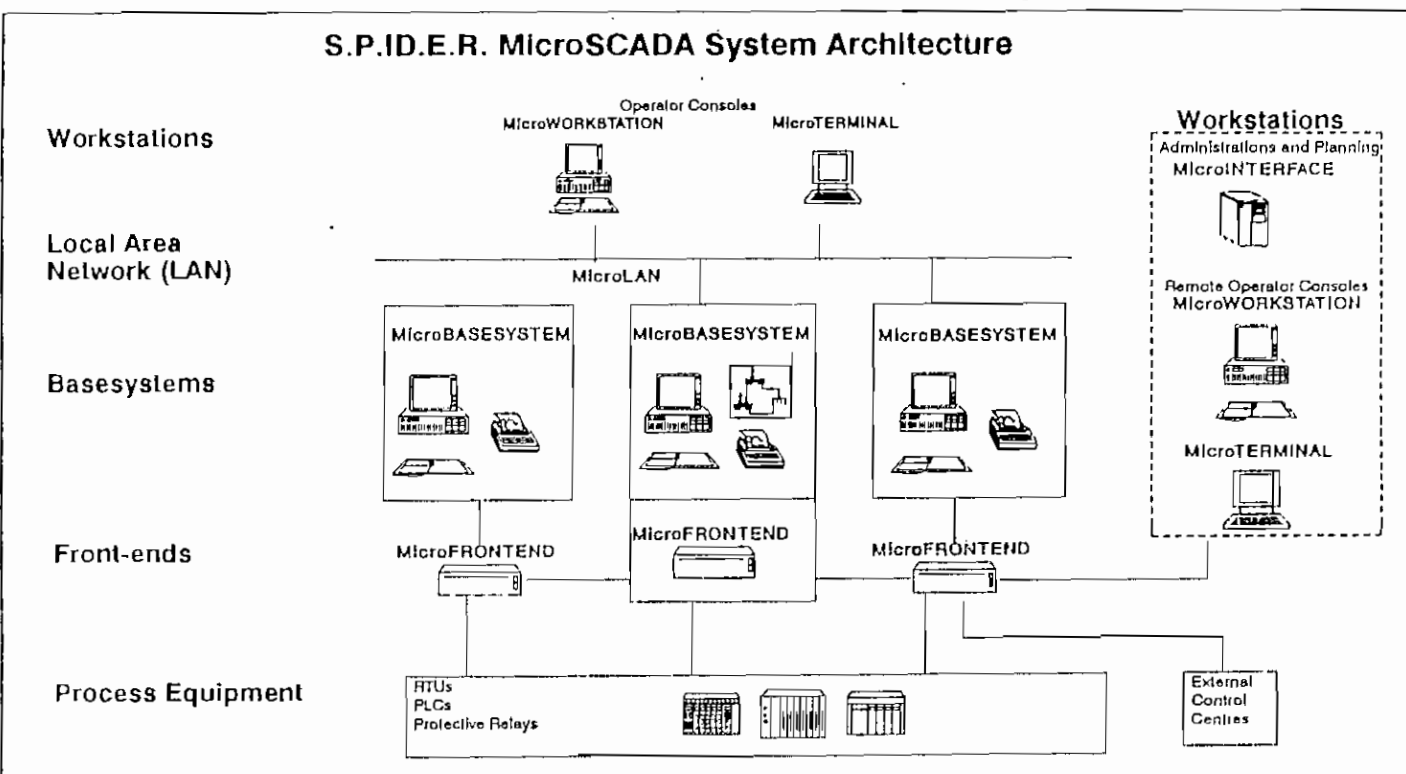 S.P.ID.E.R. MicroSCADA System Architecture
Workstations
Operator Consoles
MicroWORKSTATION
MicroTERMINAL
Workstations
Administrations and Planning
MicroINTERFACE
Local Area
Network (LAN)
MicroLAN
Remote Operator Consoles
MicroWORKSTATION
MicroBASESYSTEM
MicroBASESYSTEM
MicroBASESYSTEM
Basesystems
MicroTERMINAL
Front-ends
MicroFRONTEND
MicroFRONTEND
MicroFRONTEND
Process Equipment
RTUs
PLCs
Protective Relays
External
Control
Centres